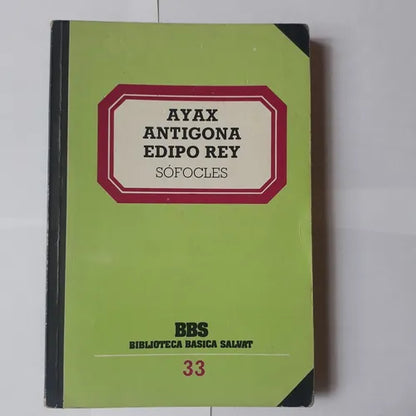 AYAX
ANTIGONA
EDIPO REY
SÓFOCLES
BBS
BIBLIOTECA BASICA SALVAT
33